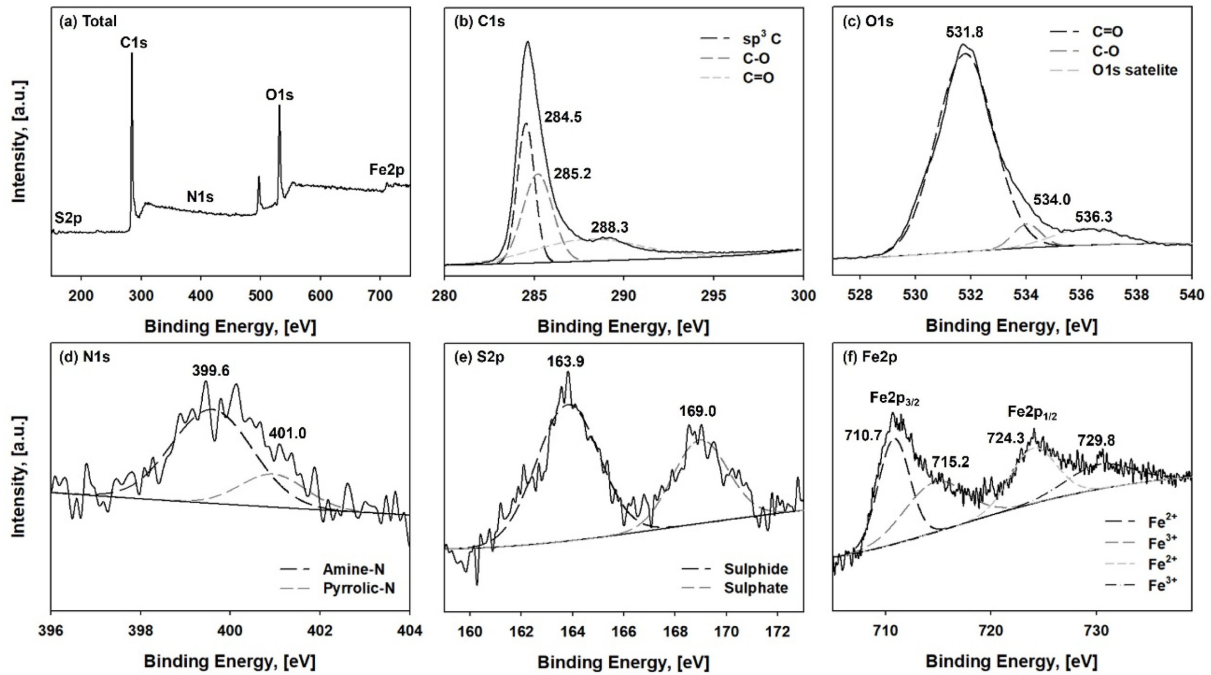 (a) Total
C1s
O1s
Fe2p
N1s
S2p
Intensity, [a.u.]
200 300 400 500 600 700
Binding Energy, [eV]
(b) C1s
sp³ C
C-O
C=O
284.5
285.2
288.3
280 285 290 295 300
Binding Energy, [eV]
(c) O1s
531.8
C=O
C-O
O1s satelite
534.0
536.3
528 530 532 534 536 538 540
Binding Energy, [eV]
(d) N1s
399.6
401.0
Intensity, [a.u.]
Amine-N
Pyrrolic-N
396 398 400 402 404
Binding Energy, [eV]
(e) S2p
163.9
169.0
Sulphide
Sulphate
160 162 164 166 168 170 172
Binding Energy, [eV]
(f) Fe2p
Fe2p3/2
Fe2p1/2
710.7
724.3
729.8
715.2
Fe²⁺
Fe³⁺
Fe²⁺
Fe³⁺
710 720 730
Binding Energy, [eV]